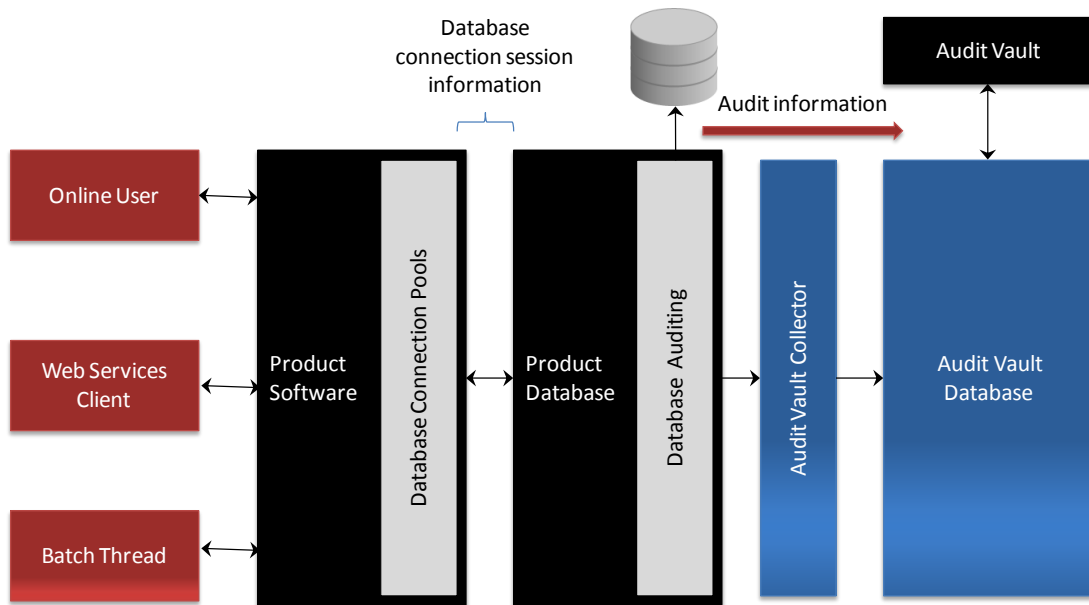 Database
connection session
information
Audit Vault
Audit information
Online User
Web Services
Client
Batch Thread
Product
Software
Database Connection Pools
Product
Database
Database Auditing
Audit Vault Collector
Audit Vault
Database